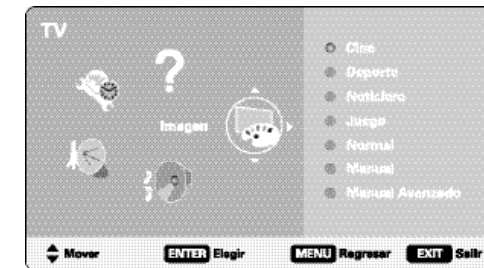 TV
?
Imagen
Cine
Deporte
Noticiero
Juego
Normal
Manual
Manual Avanzado
Mover ENTER Elegir MENU Regresar EXIT Salir